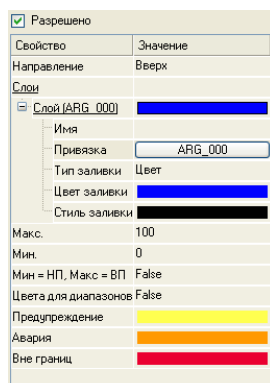 Разрешено
Свойство Значение
Направление Вверх
Слои
Слой (ARG_000)
Имя
Привязка ARG_000
Тип заливки Цвет
Цвет заливки
Стиль заливки
Макс. 100
Мин. 0
Мин = НП, Макс = ВП False
Цвета для диапазонов False
Предупреждение
Авария
Вне границ